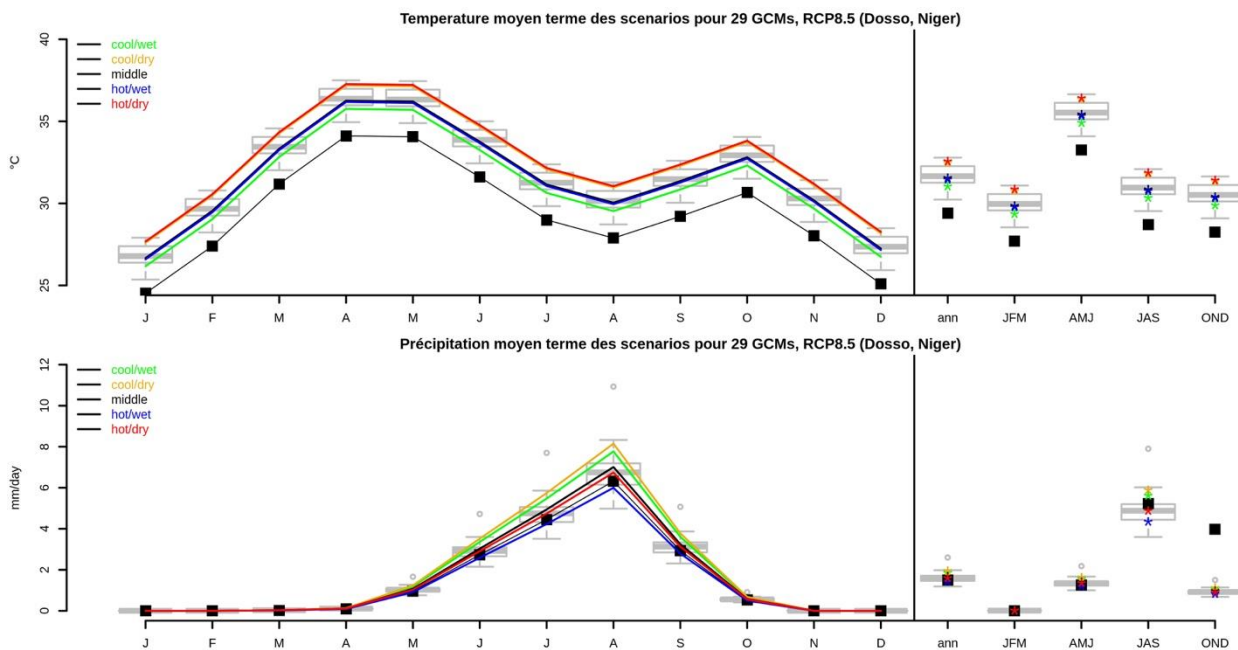 Temperature moyen terme des scenarios pour 29 GCMs, RCP8.5 (Dosso, Niger)
40
35
30
25
°C
cool/wet
cool/dry
middle
hot/wet
hot/dry
J F M A M J J A S O N D ann JFM AMJ JAS OND
Précipitation moyen terme des scenarios pour 29 GCMs, RCP8.5 (Dosso, Niger)
12
10
8
6
4
2
0
mm/day
cool/wet
cool/dry
middle
hot/wet
hot/dry
J F M A M J J A S O N D ann JFM AMJ JAS OND